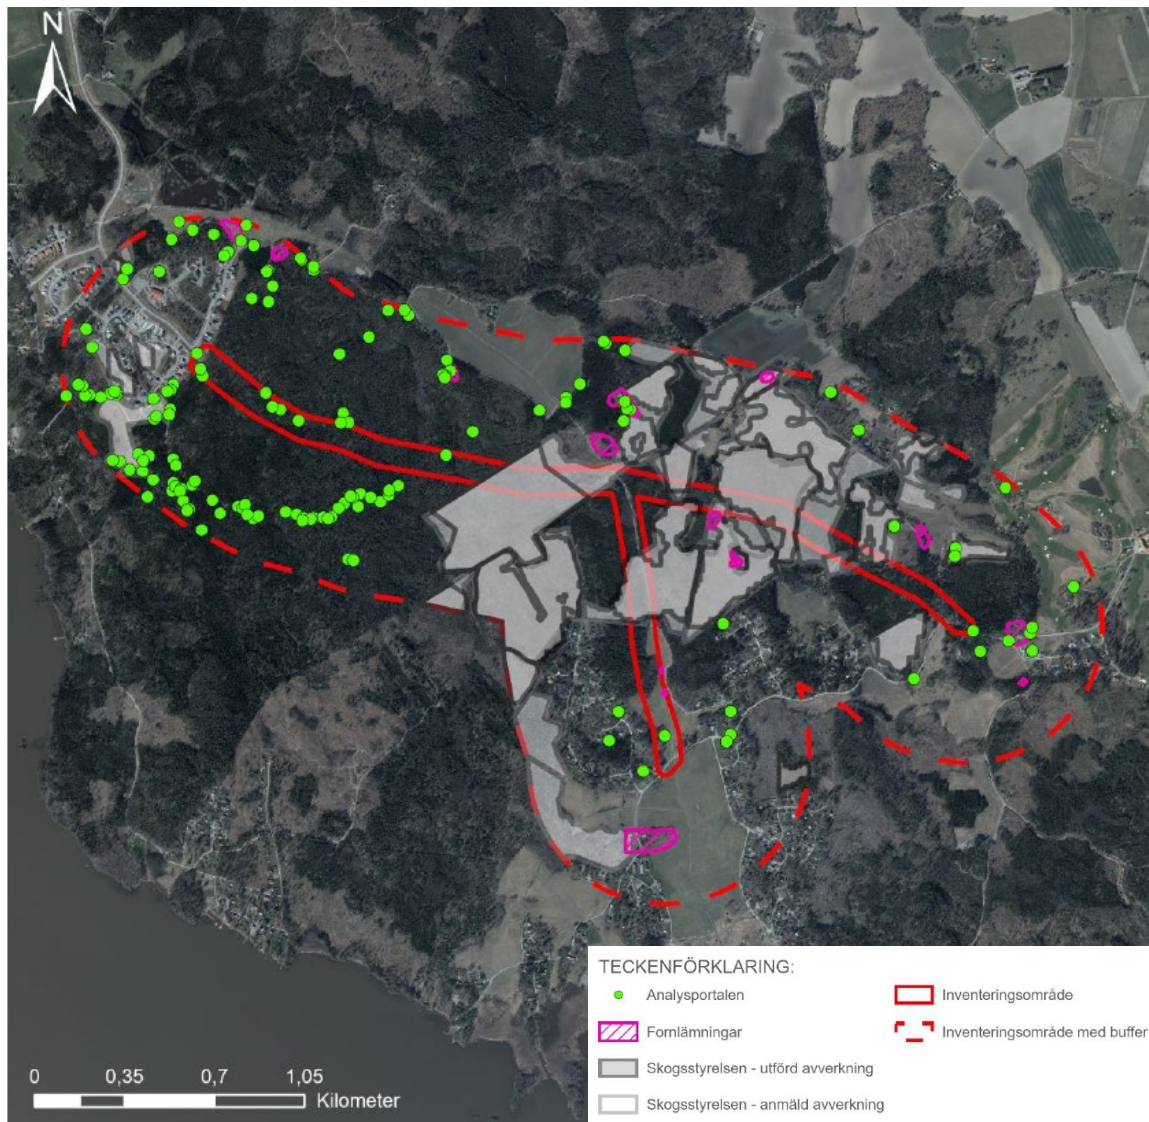 N
TECKENFÖRKLARING:
Analysportalen
Fornlämningar
Skogsstyrelsen - utförd avverkning
Skogsstyrelsen - anmäld avverkning
Inventeringsområde
Inventeringsområde med buffer
0 0,35 0,7 1,05
Kilometer